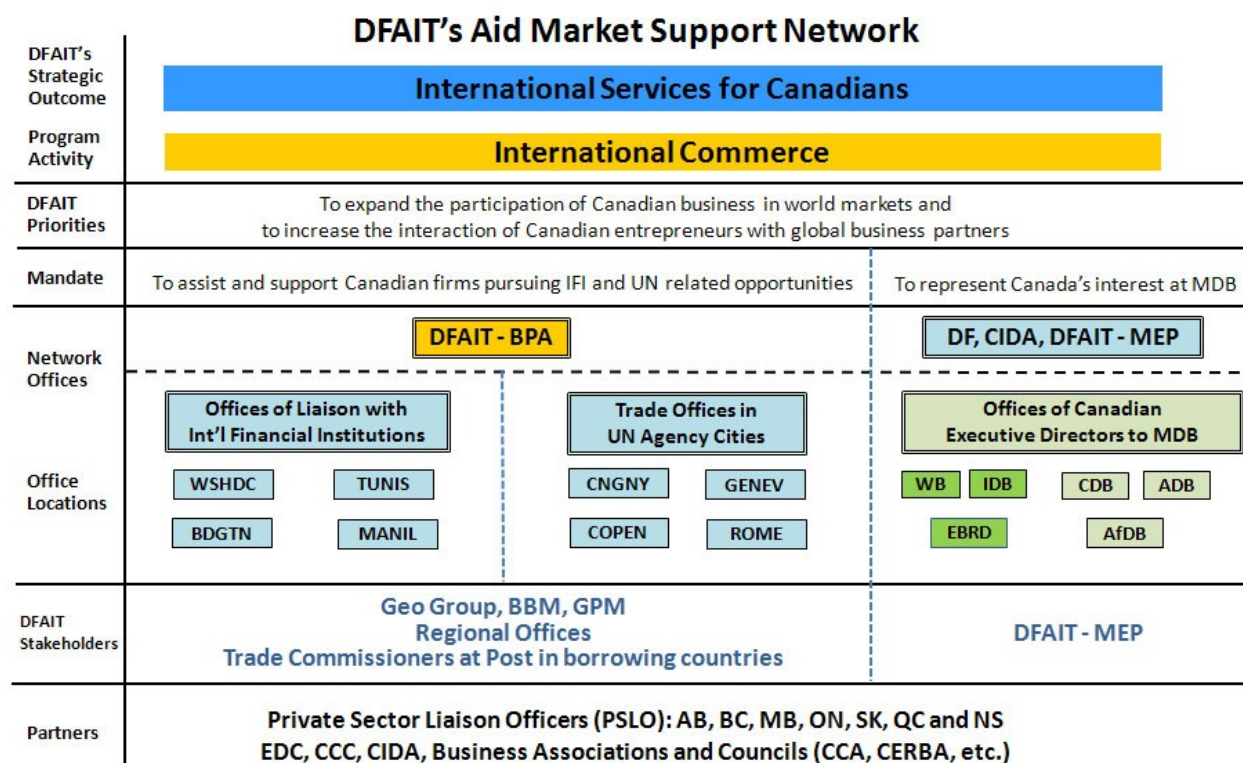 DFAIT's Aid Market Support Network
DFAIT's
Strategic
Outcome
International Services for Canadians
Program
Activity
International Commerce
DFAIT
Priorities
To expand the participation of Canadian business in world markets and
to increase the interaction of Canadian entrepreneurs with global business partners
Mandate
To assist and support Canadian firms pursuing IFI and UN related opportunities
To represent Canada's interest at MDB
Network
Offices
DFAIT - BPA
DF, CIDA, DFAIT - MEP
Offices of Liaison with
Int'l Financial Institutions
Trade Offices in
UN Agency Cities
Offices of Canadian
Executive Directors to MDB
Office
Locations
WSHDC
TUNIS
CNGNY
GENEV
WB
IDB
CDB
ADB
BDGTN
MANIL
COPEN
ROME
EBRD
AfDB
DFAIT
Stakeholders
Geo Group, BBM, GPM
Regional Offices
Trade Commissioners at Post in borrowing countries
DFAIT - MEP
Partners
Private Sector Liaison Officers (PSLO): AB, BC, MB, ON, SK, QC and NS
EDC, CCC, CIDA, Business Associations and Councils (CCA, CERBA, etc.)